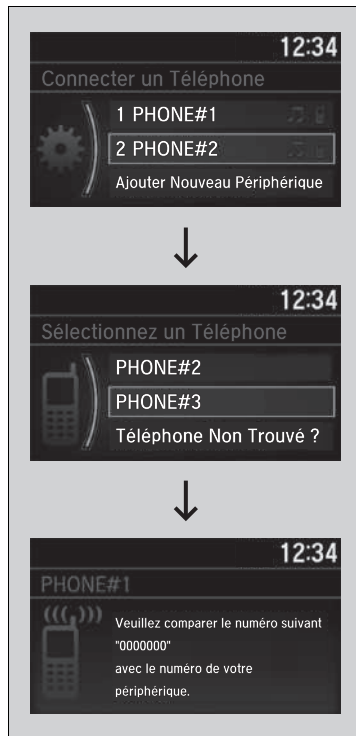 12:34
Connecter un Téléphone
1 PHONE#1
2 PHONE#2
Ajouter Nouveau Périphérique
12:34
Sélectionnez un Téléphone
PHONE#2
PHONE#3
Téléphone Non Trouvé ?
12:34
PHONE#1
Veuillez comparer le numéro suivant
"0000000"
avec le numéro de votre
périphérique.